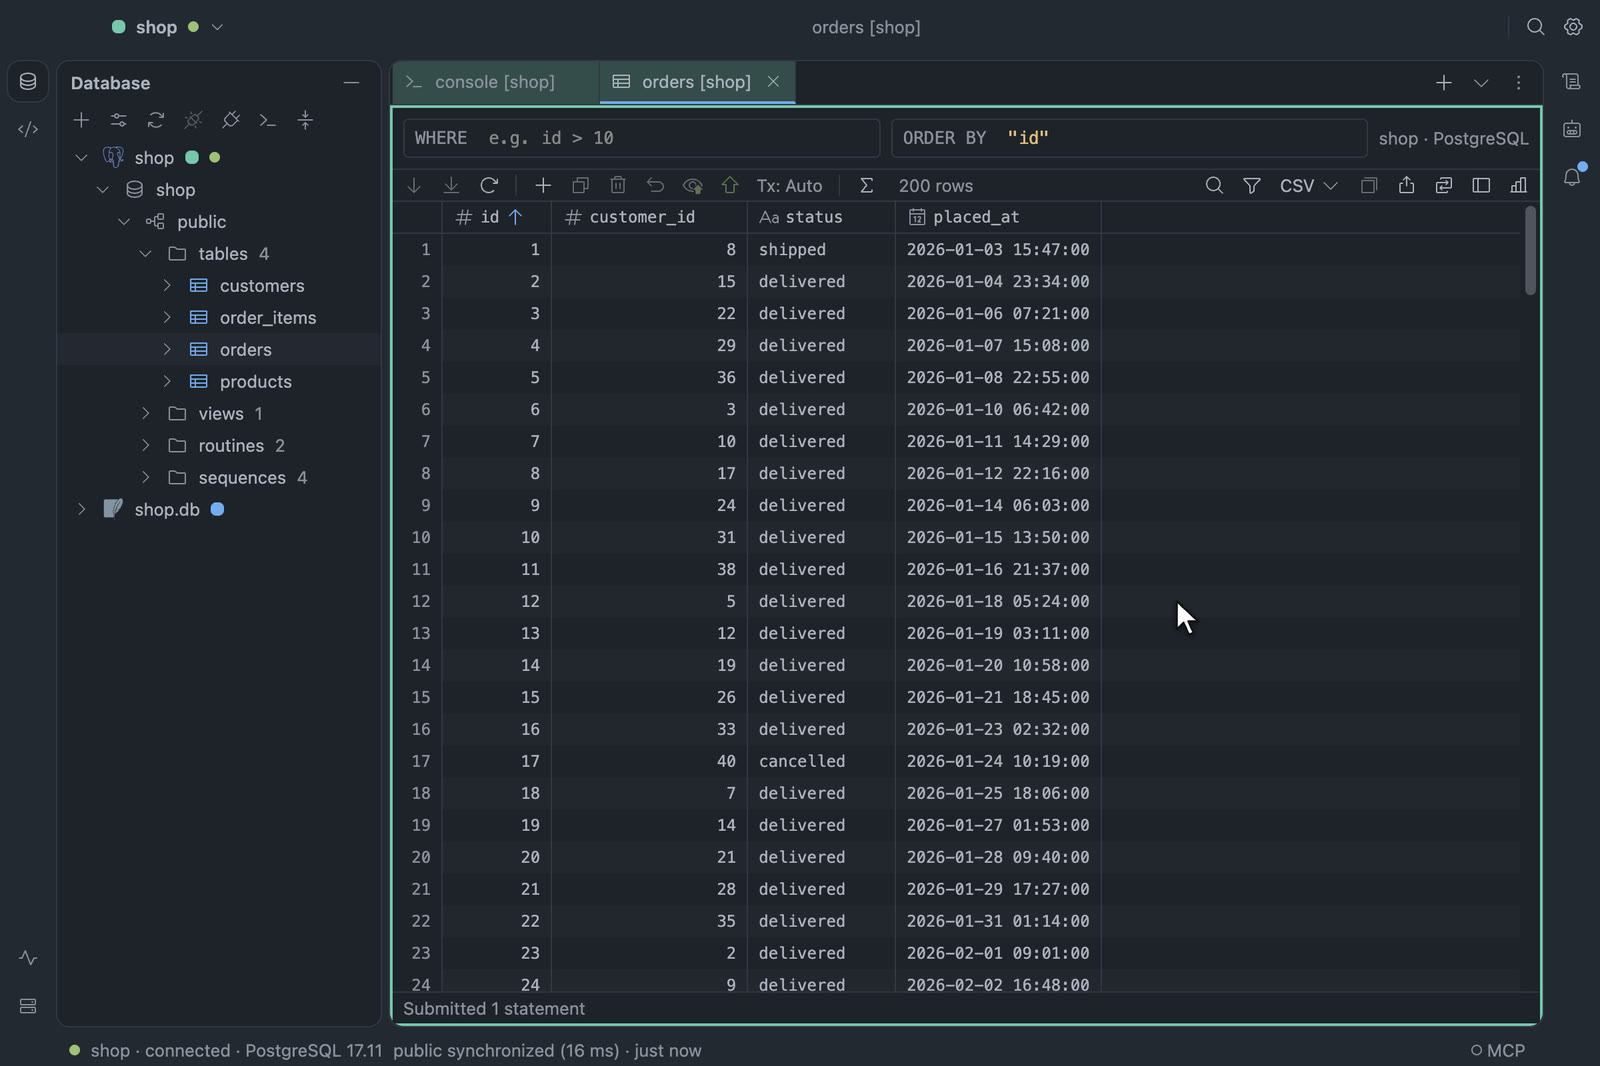 shop
orders [shop]
Database
console [shop]
orders [shop]
WHERE e.g. id > 10
ORDER BY "id"
shop · PostgreSQL
Tx: Auto
200 rows
CSV
shop
shop
public
tables 4
customers
order_items
orders
products
views 1
routines 2
sequences 4
shop.db
# id # customer_id Aa status 12 placed_at
1 1 8 shipped 2026-01-03 15:47:00
2 2 15 delivered 2026-01-04 23:34:00
3 3 22 delivered 2026-01-06 07:21:00
4 4 29 delivered 2026-01-07 15:08:00
5 5 36 delivered 2026-01-08 22:55:00
6 6 3 delivered 2026-01-10 06:42:00
7 7 10 delivered 2026-01-11 14:29:00
8 8 17 delivered 2026-01-12 22:16:00
9 9 24 delivered 2026-01-14 06:03:00
10 10 31 delivered 2026-01-15 13:50:00
11 11 38 delivered 2026-01-16 21:37:00
12 12 5 delivered 2026-01-18 05:24:00
13 13 12 delivered 2026-01-19 03:11:00
14 14 19 delivered 2026-01-20 10:58:00
15 15 26 delivered 2026-01-21 18:45:00
16 16 33 delivered 2026-01-23 02:32:00
17 17 40 cancelled 2026-01-24 10:19:00
18 18 7 delivered 2026-01-25 18:06:00
19 19 14 delivered 2026-01-27 01:53:00
20 20 21 delivered 2026-01-28 09:40:00
21 21 28 delivered 2026-01-29 17:27:00
22 22 35 delivered 2026-01-31 01:14:00
23 23 2 delivered 2026-02-01 09:01:00
24 24 9 delivered 2026-02-02 16:48:00
Submitted 1 statement
shop · connected · PostgreSQL 17.11 public synchronized (16 ms) · just now
MCP